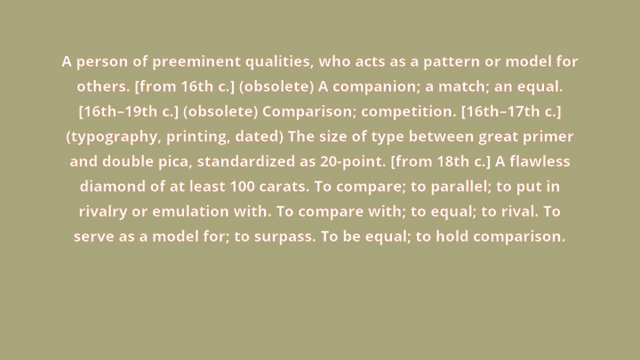 A person of preeminent qualities, who acts as a pattern or model for
others. [from 16th c.] (obsolete) A companion; a match; an equal.
[16th–19th c.] (obsolete) Comparison; competition. [16th–17th c.]
(typography, printing, dated) The size of type between great primer
and double pica, standardized as 20-point. [from 18th c.] A flawless
diamond of at least 100 carats. To compare; to parallel; to put in
rivalry or emulation with. To compare with; to equal; to rival. To
serve as a model for; to surpass. To be equal; to hold comparison.